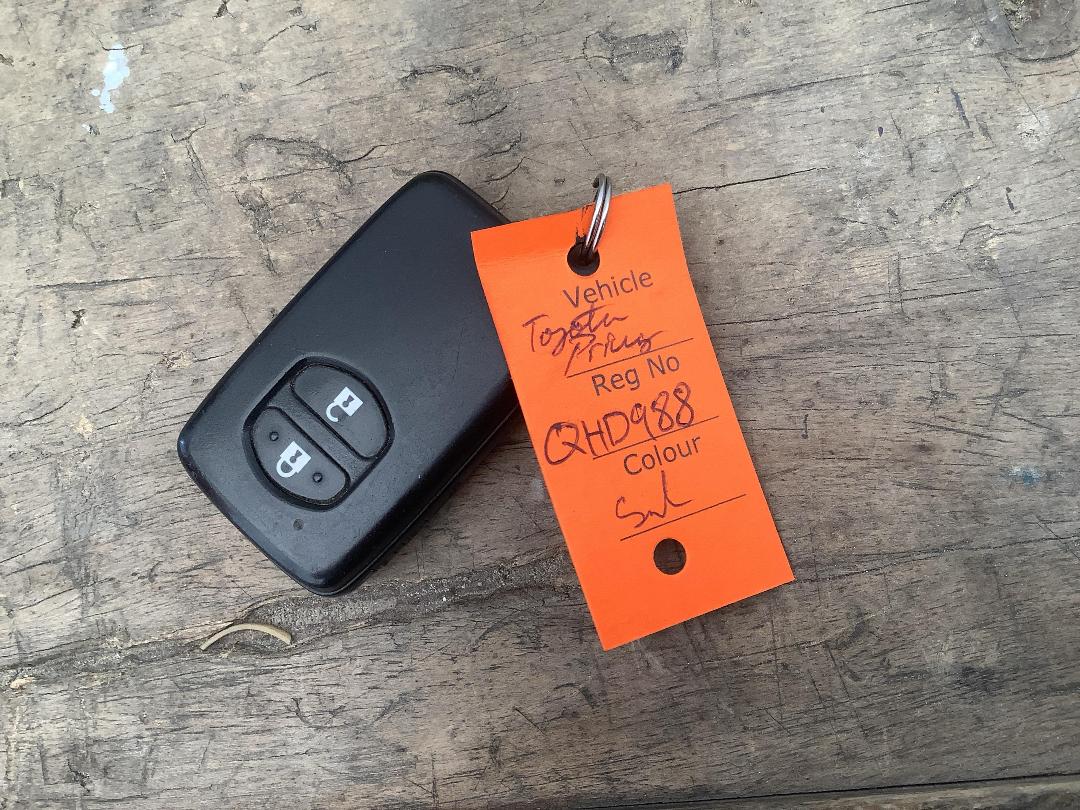 Vehicle
Toyota
Prius
Reg No
QHD988
Colour